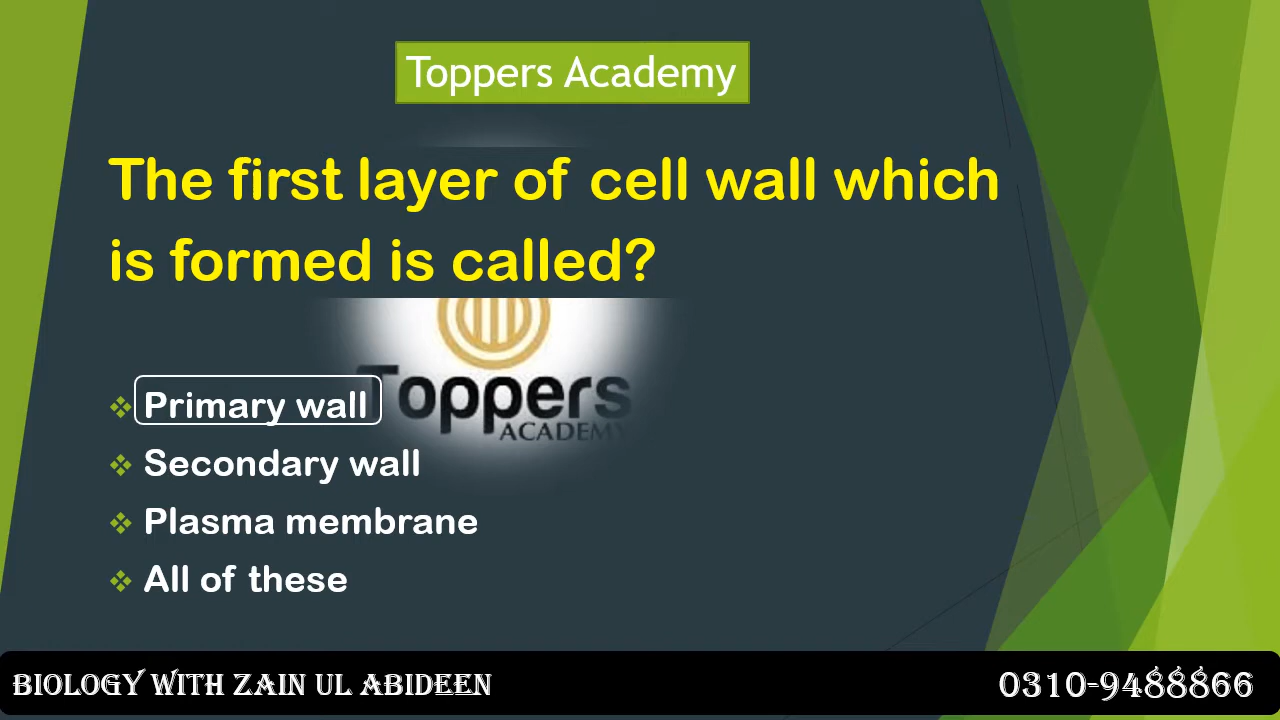 Toppers Academy
The first layer of cell wall which
is formed is called?
Toppers
ACADEMY
Primary wall
Secondary wall
Plasma membrane
All of these
BIOLOGY WITH ZAIN UL ABIDEEN
0310-9488866